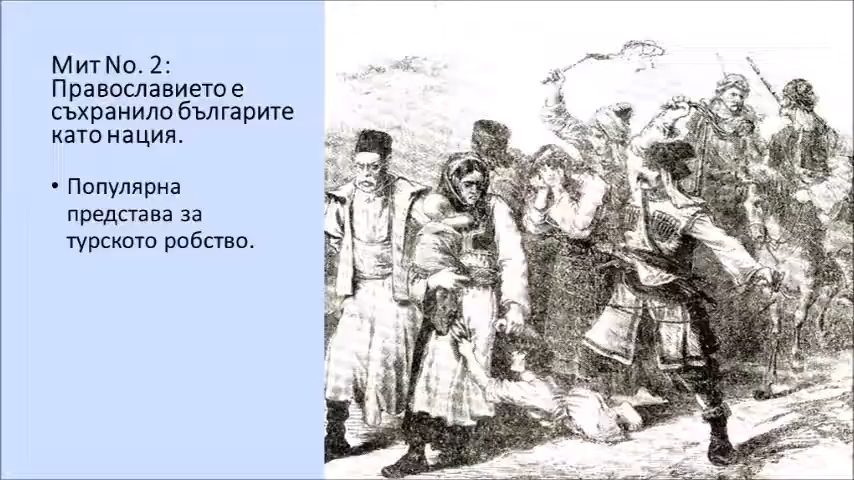 Мит No. 2:
Православието е
съхранило българите
като нация.
• Популярна
представа за
турското робство.